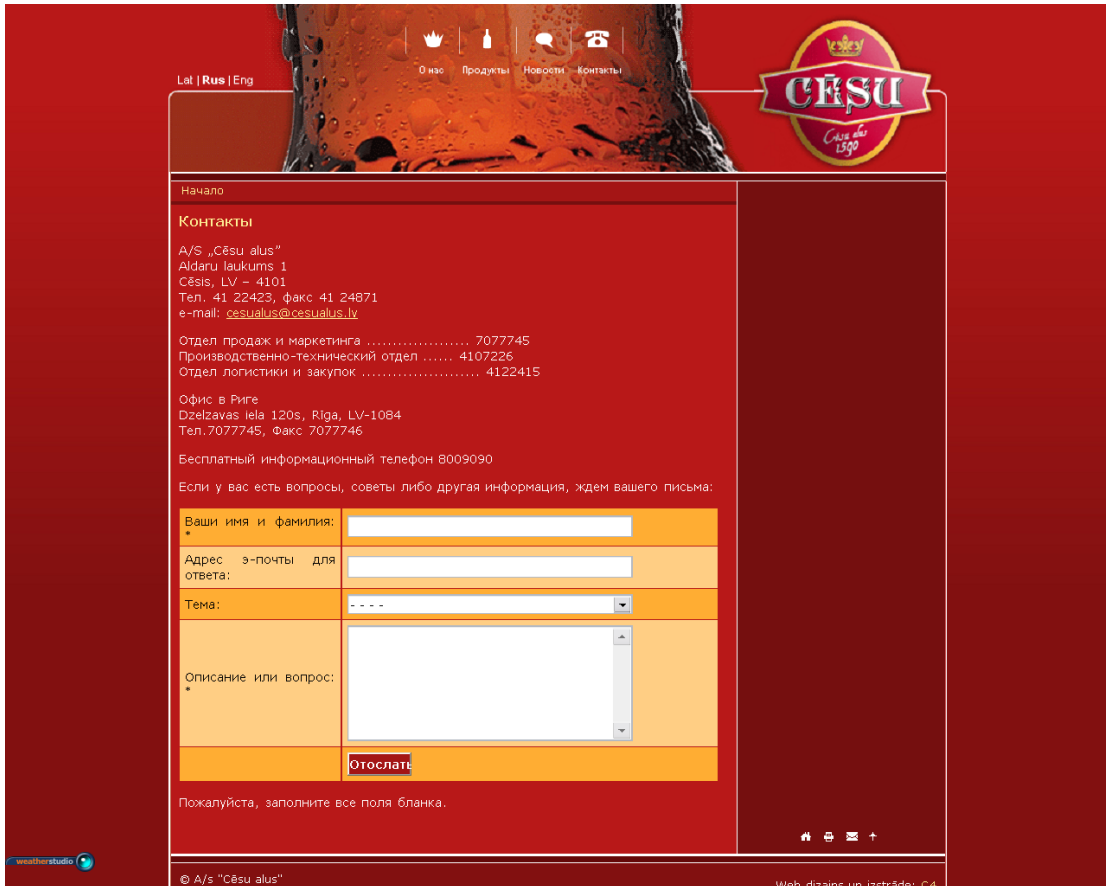 О нас Продукты Новости Контакты
Lat | Rus | Eng
CĒSU
Cēsu alus
1590
Начало
Контакты
A/S „Cēsu alus”
Aldaru laukums 1
Cēsis, LV – 4101
Тел. 41 22423, факс 41 24871
e-mail: cesualus@cesualus.lv
Отдел продаж и маркетинга .................... 7077745
Производственно-технический отдел ...... 4107226
Отдел логистики и закупок ....................... 4122415
Офис в Риге
Dzelzavas iela 120s, Rīga, LV-1084
Тел.7077745, Факс 7077746
Бесплатный информационный телефон 8009090
Если у вас есть вопросы, советы либо другая информация, ждем вашего письма:
Ваши имя и фамилия:
*
Адрес э-почты для
ответа:
Тема:
- - - -
Описание или вопрос:
*
Отослать
Пожалуйста, заполните все поля бланка.
weatherstudio
© A/s "Cēsu alus"
Web dizains un izstrāde: C4